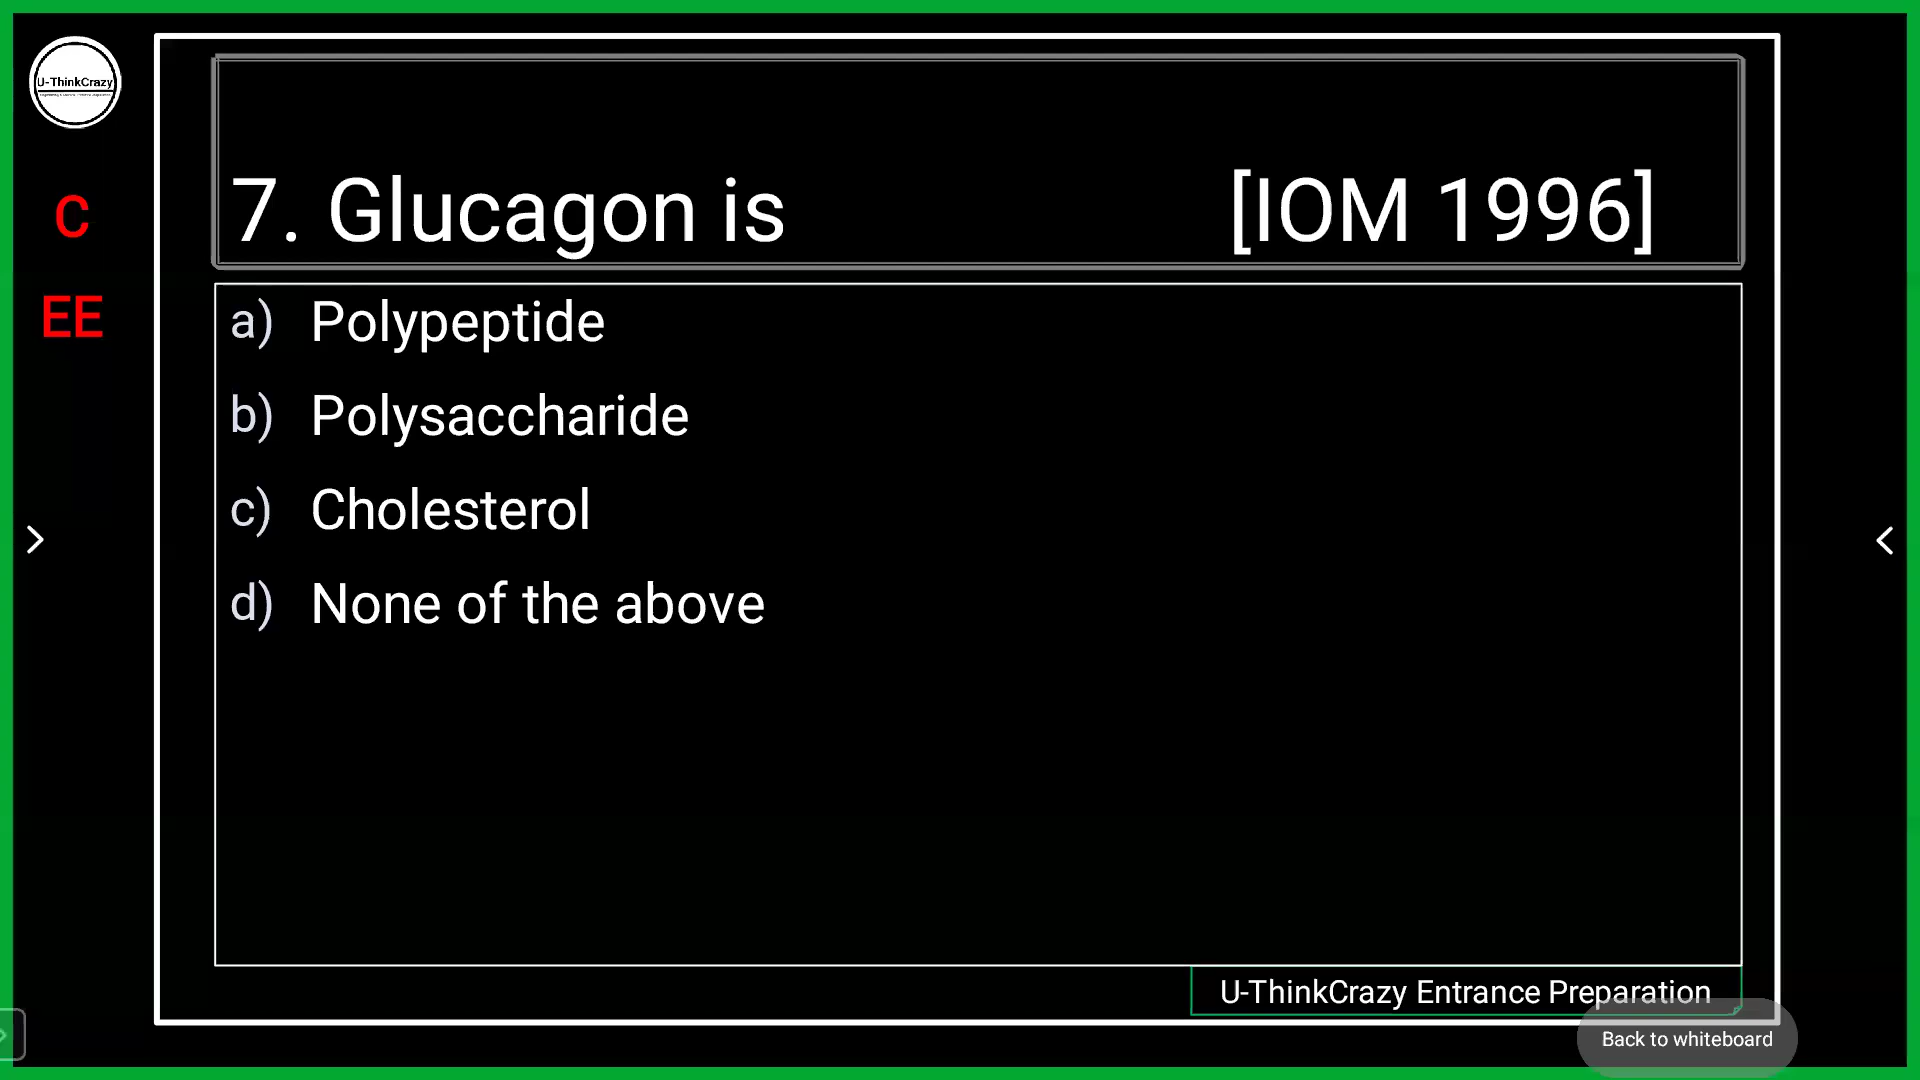 U-ThinkCrazy
C
EE
7. Glucagon is [IOM 1996]
a) Polypeptide
b) Polysaccharide
c) Cholesterol
d) None of the above
U-ThinkCrazy Entrance Preparation
Back to whiteboard